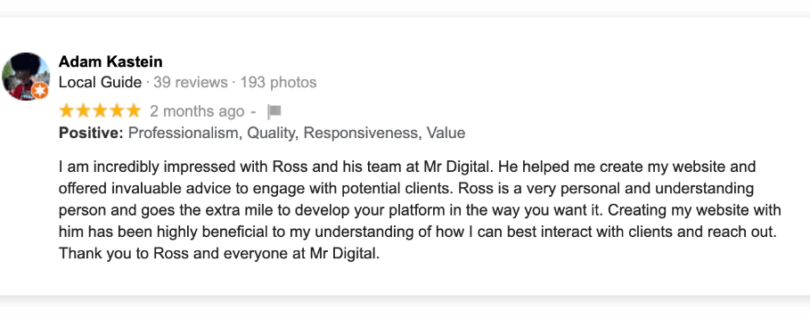 Adam Kastein
Local Guide · 39 reviews · 193 photos
2 months ago -
Positive: Professionalism, Quality, Responsiveness, Value
I am incredibly impressed with Ross and his team at Mr Digital. He helped me create my website and
offered invaluable advice to engage with potential clients. Ross is a very personal and understanding
person and goes the extra mile to develop your platform in the way you want it. Creating my website with
him has been highly beneficial to my understanding of how I can best interact with clients and reach out.
Thank you to Ross and everyone at Mr Digital.